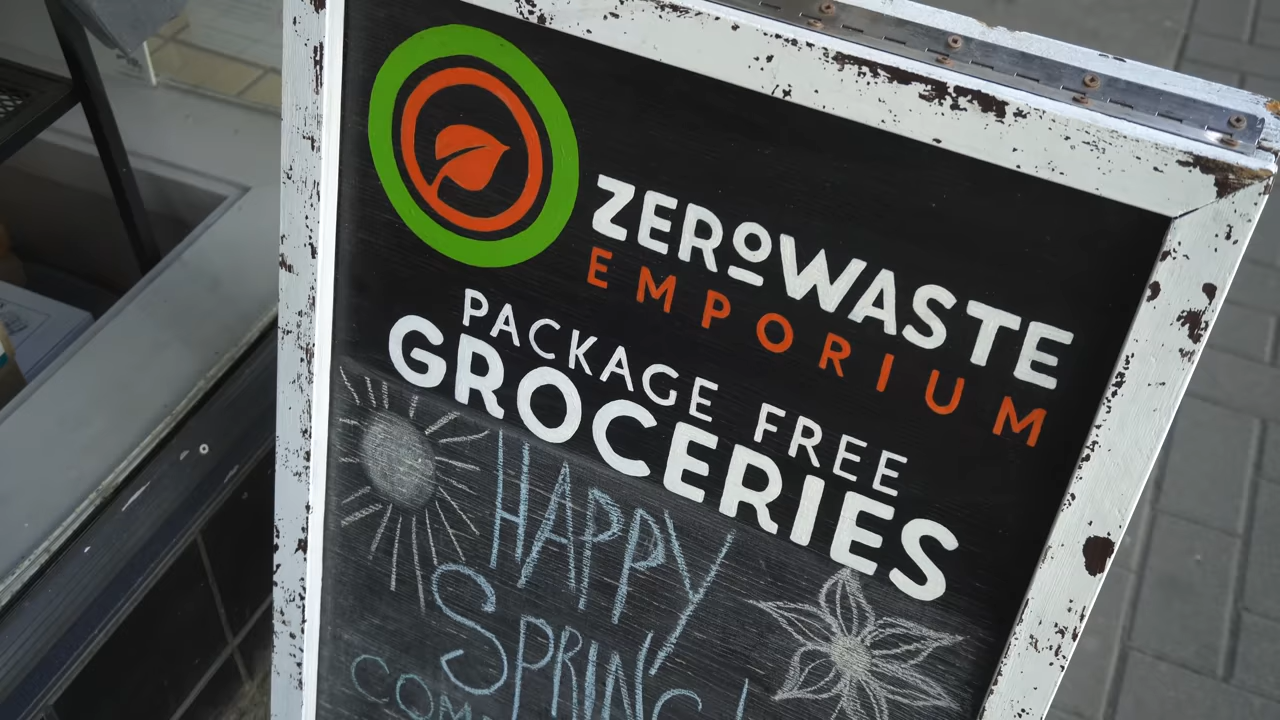 ZEROWASTE
EMPORIUM
PACKAGE FREE
GROCERIES
HAPPY
SPRING!